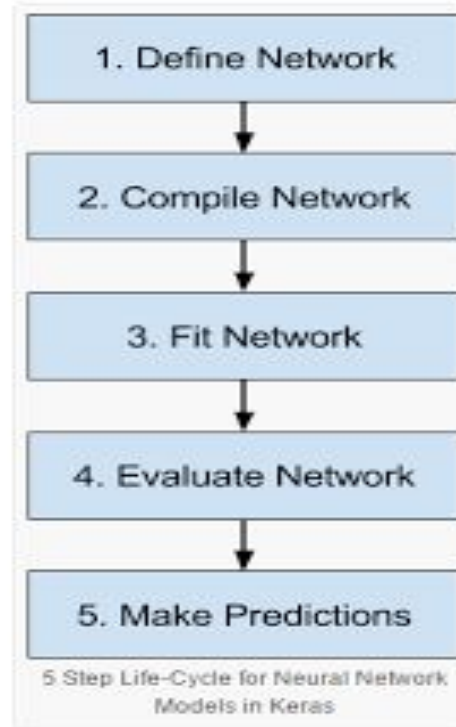 1. Define Network
2. Compile Network
3. Fit Network
4. Evaluate Network
5. Make Predictions
5 Step Life-Cycle for Neural Network
Models in Keras